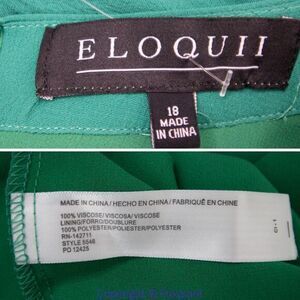 ELOQUII
18
MADE
IN CHINA
MADE IN CHINA / HECHO EN CHINA / FABRIQUÉ EN CHINE
100% VISCOSE/VISCOSA/VISCOSE
LINING/FORRO/DOUBLURE
100% POLYESTER/POLIESTER/POLYESTER
RN-142711
STYLE 5546
PO 12425